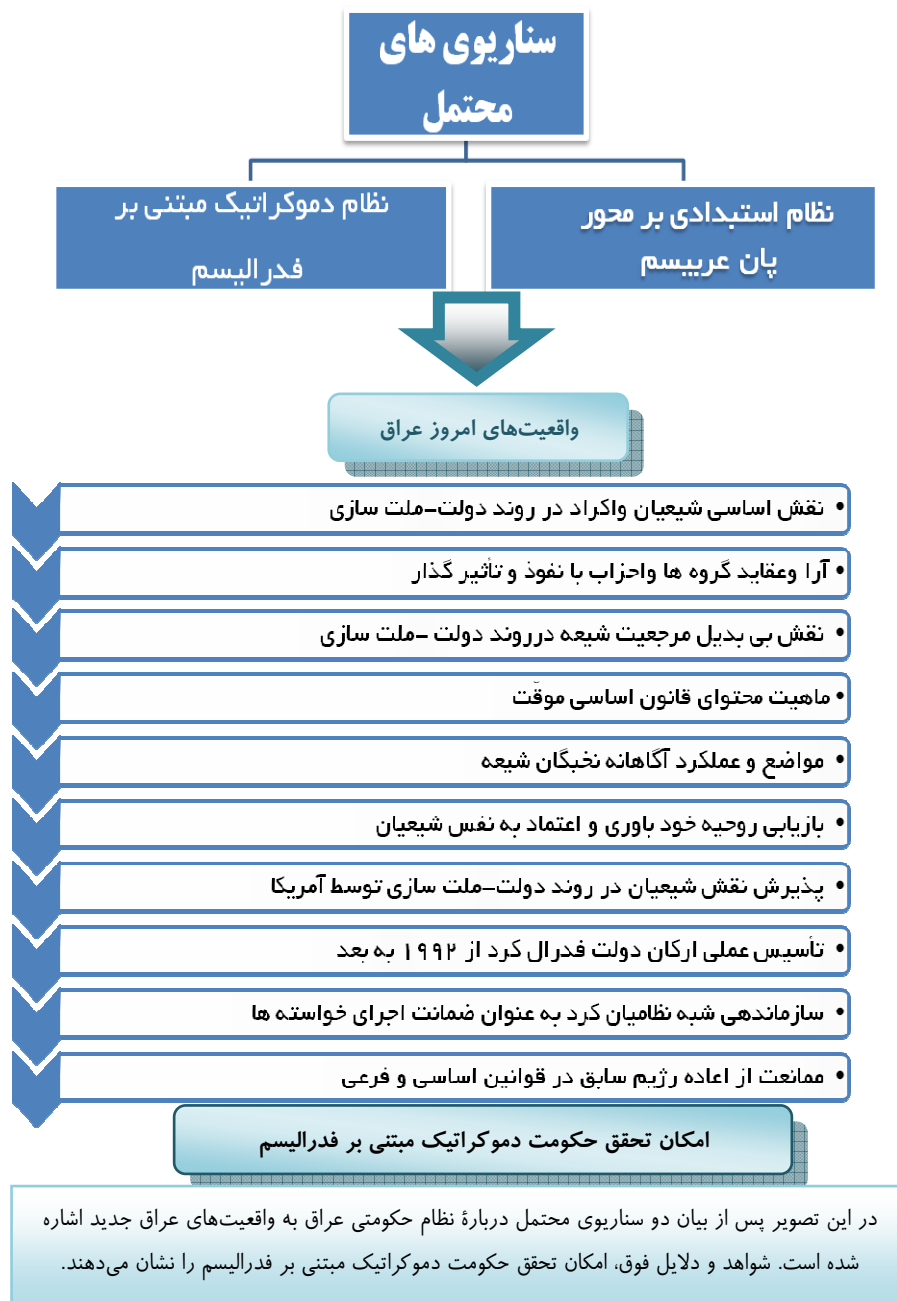 سناریوی های
محتمل
نظام استبدادی بر محور
پان عربیسم
نظام دموکراتیک مبتنی بر
فدرالیسم
واقعیت‌های امروز عراق
• نقش اساسی شیعیان واکراد در روند دولت-ملت سازی
• آرا وعقاید گروه ها واحزاب با نفوذ و تأثیر گذار
• نقش بی بدیل مرجعیت شیعه درروند دولت -ملت سازی
• ماهیت محتوای قانون اساسی موقّت
• مواضع و عملکرد آگاهانه نخبگان شیعه
• بازیابی روحیه خود باوری و اعتماد به نفس شیعیان
• پذیرش نقش شیعیان در روند دولت-ملت سازی توسط آمریکا
• تأسیس عملی ارکان دولت فدرال کرد از ۱۹۹۲ به بعد
• سازماندهی شبه نظامیان کرد به عنوان ضمانت اجرای خواسته ها
• ممانعت از اعاده رژیم سابق در قوانین اساسی و فرعی
امکان تحقق حکومت دموکراتیک مبتنی بر فدرالیسم
در این تصویر پس از بیان دو سناریوی محتمل دربارهٔ نظام حکومتی عراق به واقعیت‌های عراق جدید اشاره
شده است. شواهد و دلایل فوق، امکان تحقق حکومت دموکراتیک مبتنی بر فدرالیسم را نشان می‌دهند.